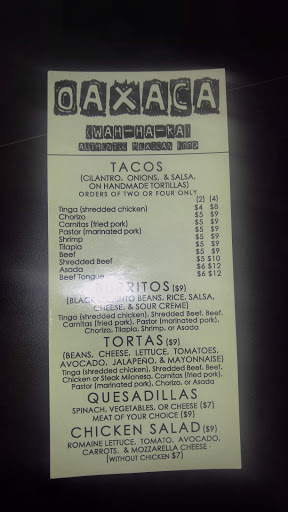 OAXACA
(WAH-HA-KA)
AUTHENTIC MEXICAN FOOD
TACOS
(CILANTRO, ONIONS, & SALSA,
ON HANDMADE TORTILLAS)
ORDERS OF TWO OR FOUR ONLY
(2) (4)
Tinga (shredded chicken) $4 $8
Chorizo $5 $9
Carnitas (fried pork) $5 $9
Pastor (marinated pork) $5 $9
Shrimp $5 $9
Tilapia $5 $9
Beef $5 $9
Shredded Beef $5 $10
Asada $6 $12
Beef Tongue $6 $12
BURRITOS ($9)
(BLACK PINTO BEANS, RICE, SALSA,
CHEESE, & SOUR CREME)
Tinga (shredded chicken), Shredded Beef, Beef,
Carnitas (fried pork), Pastor (marinated pork),
Chorizo, Tilapia, Shrimp, or Asada
TORTAS ($9)
(BEANS, CHEESE, LETTUCE, TOMATOES,
AVOCADO, JALAPEÑO, & MAYONNAISE)
Tinga (shredded chicken), Shredded Beef, Beef,
Chicken or Steak Milanesa, Carnitas (fried pork),
Pastor (marinated pork), Chorizo, or Asada
QUESADILLAS
SPINACH, VEGETABLES, OR CHEESE ($7)
MEAT OF YOUR CHOICE ($9)
CHICKEN SALAD ($9)
ROMAINE LETTUCE, TOMATO, AVOCADO,
CARROTS, & MOZZARELLA CHEESE
(WITHOUT CHICKEN $7)